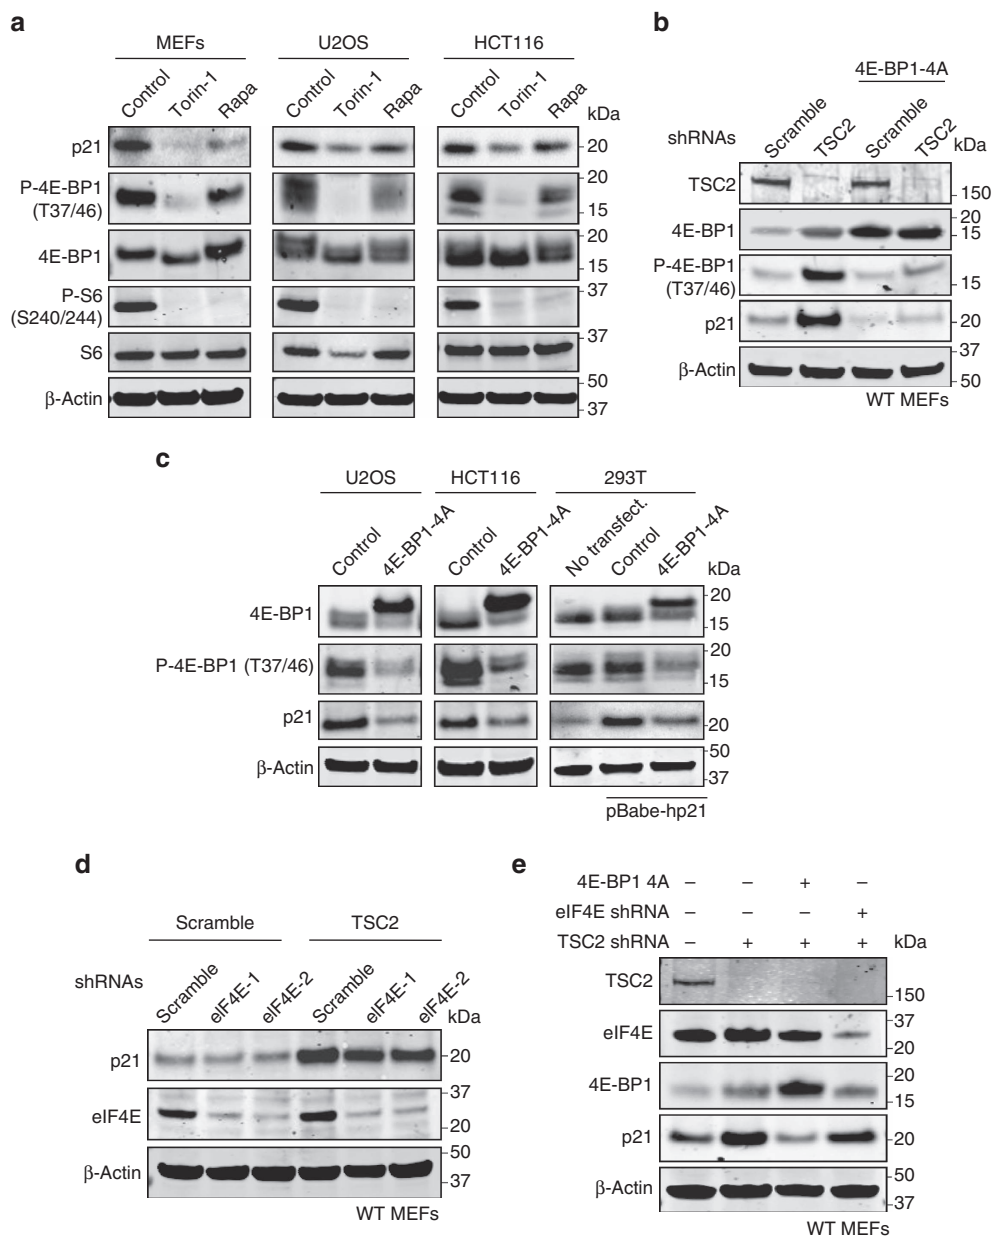 a
MEFs U2OS HCT116
Control Torin-1 Rapa Control Torin-1 Rapa Control Torin-1 Rapa kDa
p21 20
P-4E-BP1 (T37/46) 20 15
4E-BP1 20 15
P-S6 (S240/244) 37
S6 37
β-Actin 50 37
b
4E-BP1-4A
shRNAs Scramble TSC2 Scramble TSC2 kDa
TSC2 150
4E-BP1 20 15
P-4E-BP1 (T37/46) 15
p21 20
β-Actin 37 50
WT MEFs
c
U2OS HCT116 293T
Control 4E-BP1-4A Control 4E-BP1-4A No transfect. Control 4E-BP1-4A kDa
4E-BP1 20 15
P-4E-BP1 (T37/46) 20 15
p21 20
β-Actin 50 37
pBabe-hp21
d
Scramble TSC2
shRNAs Scramble eIF4E-1 eIF4E-2 Scramble eIF4E-1 eIF4E-2 kDa
p21 20
eIF4E 37 20
β-Actin 50 37
WT MEFs
e
4E-BP1 4A – – + –
eIF4E shRNA – – – +
TSC2 shRNA – + + + kDa
TSC2 150
eIF4E 37 20
4E-BP1 20 15
p21 20
β-Actin 50 37
WT MEFs